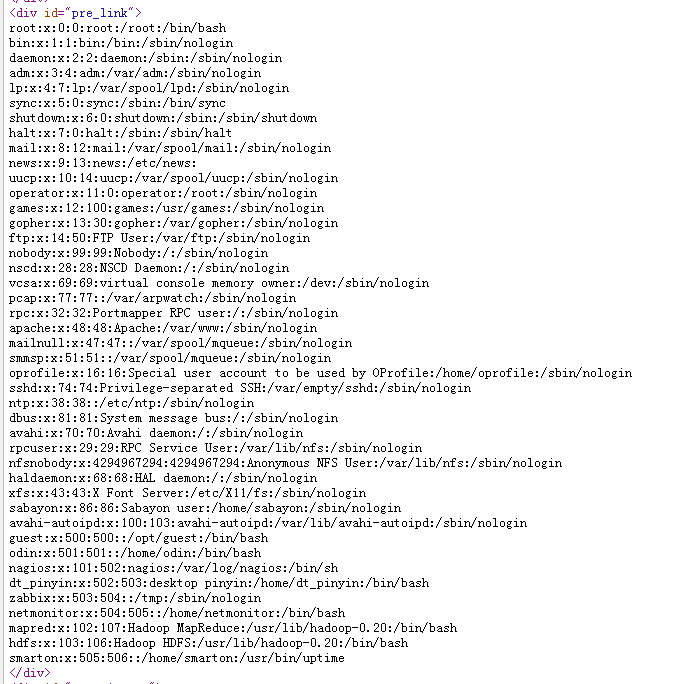 <div id="pre_link">
root:x:0:0:root:/root:/bin/bash
bin:x:1:1:bin:/bin:/sbin/nologin
daemon:x:2:2:daemon:/sbin:/sbin/nologin
adm:x:3:4:adm:/var/adm:/sbin/nologin
lp:x:4:7:lp:/var/spool/lpd:/sbin/nologin
sync:x:5:0:sync:/sbin:/bin/sync
shutdown:x:6:0:shutdown:/sbin:/sbin/shutdown
halt:x:7:0:halt:/sbin:/sbin/halt
mail:x:8:12:mail:/var/spool/mail:/sbin/nologin
news:x:9:13:news:/etc/news:
uucp:x:10:14:uucp:/var/spool/uucp:/sbin/nologin
operator:x:11:0:operator:/root:/sbin/nologin
games:x:12:100:games:/usr/games:/sbin/nologin
gopher:x:13:30:gopher:/var/gopher:/sbin/nologin
ftp:x:14:50:FTP User:/var/ftp:/sbin/nologin
nobody:x:99:99:Nobody:/:/sbin/nologin
nscd:x:28:28:NSCD Daemon:/:/sbin/nologin
vcsa:x:69:69:virtual console memory owner:/dev:/sbin/nologin
pcap:x:77:77::/var/arpwatch:/sbin/nologin
rpc:x:32:32:Portmapper RPC user:/:/sbin/nologin
apache:x:48:48:Apache:/var/www:/sbin/nologin
mailnull:x:47:47::/var/spool/mqueue:/sbin/nologin
smmsp:x:51:51::/var/spool/mqueue:/sbin/nologin
oprofile:x:16:16:Special user account to be used by OProfile:/home/oprofile:/sbin/nologin
sshd:x:74:74:Privilege-separated SSH:/var/empty/sshd:/sbin/nologin
ntp:x:38:38::/etc/ntp:/sbin/nologin
dbus:x:81:81:System message bus:/:/sbin/nologin
avahi:x:70:70:Avahi daemon:/:/sbin/nologin
rpcuser:x:29:29:RPC Service User:/var/lib/nfs:/sbin/nologin
nfsnobody:x:4294967294:4294967294:Anonymous NFS User:/var/lib/nfs:/sbin/nologin
haldaemon:x:68:68:HAL daemon:/:/sbin/nologin
xfs:x:43:43:X Font Server:/etc/X11/fs:/sbin/nologin
sabayon:x:86:86:Sabayon user:/home/sabayon:/sbin/nologin
avahi-autoipd:x:100:103:avahi-autoipd:/var/lib/avahi-autoipd:/sbin/nologin
guest:x:500:500::/opt/guest:/bin/bash
odin:x:501:501::/home/odin:/bin/bash
nagios:x:101:502:nagios:/var/log/nagios:/bin/sh
dt_pinyin:x:502:503:desktop pinyin:/home/dt_pinyin:/bin/bash
zabbix:x:503:504::/tmp:/sbin/nologin
netmonitor:x:504:505::/home/netmonitor:/bin/bash
mapred:x:102:107:Hadoop MapReduce:/usr/lib/hadoop-0.20:/bin/bash
hdfs:x:103:106:Hadoop HDFS:/usr/lib/hadoop-0.20:/bin/bash
smarton:x:505:506::/home/smarton:/usr/bin/uptime
</div>